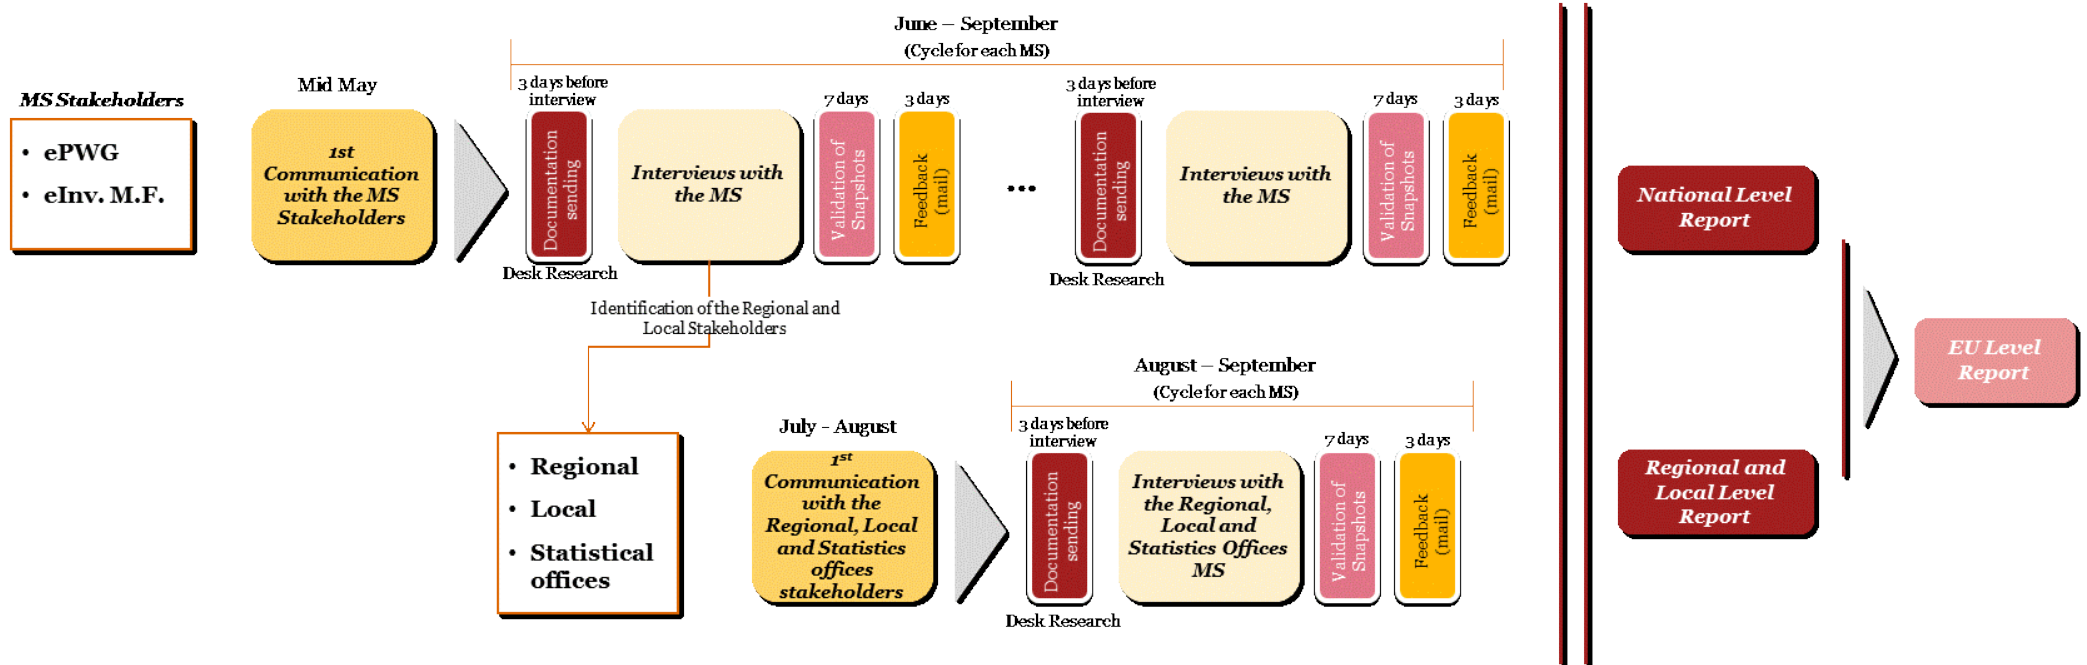 June – September
(Cycle for each MS)
MS Stakeholders
• ePWG
• eInv. M.F.
Mid May
1st
Communication
with the MS
Stakeholders
3 days before
interview
Documentation
sending
Desk Research
Interviews with
the MS
7 days
Validation of
Snapshots
3 days
Feedback
(mail)
...
3 days before
interview
Documentation
sending
Desk Research
Interviews with
the MS
7 days
Validation of
Snapshots
3 days
Feedback
(mail)
Identification of the Regional and
Local Stakeholders
• Regional
• Local
• Statistical
offices
July - August
1st
Communication
with the
Regional, Local
and Statistics
offices
stakeholders
August – September
(Cycle for each MS)
3 days before
interview
Documentation
sending
Desk Research
Interviews with
the Regional,
Local and
Statistics Offices
MS
7 days
Validation of
Snapshots
3 days
Feedback
(mail)
National Level
Report
Regional and
Local Level
Report
EU Level
Report